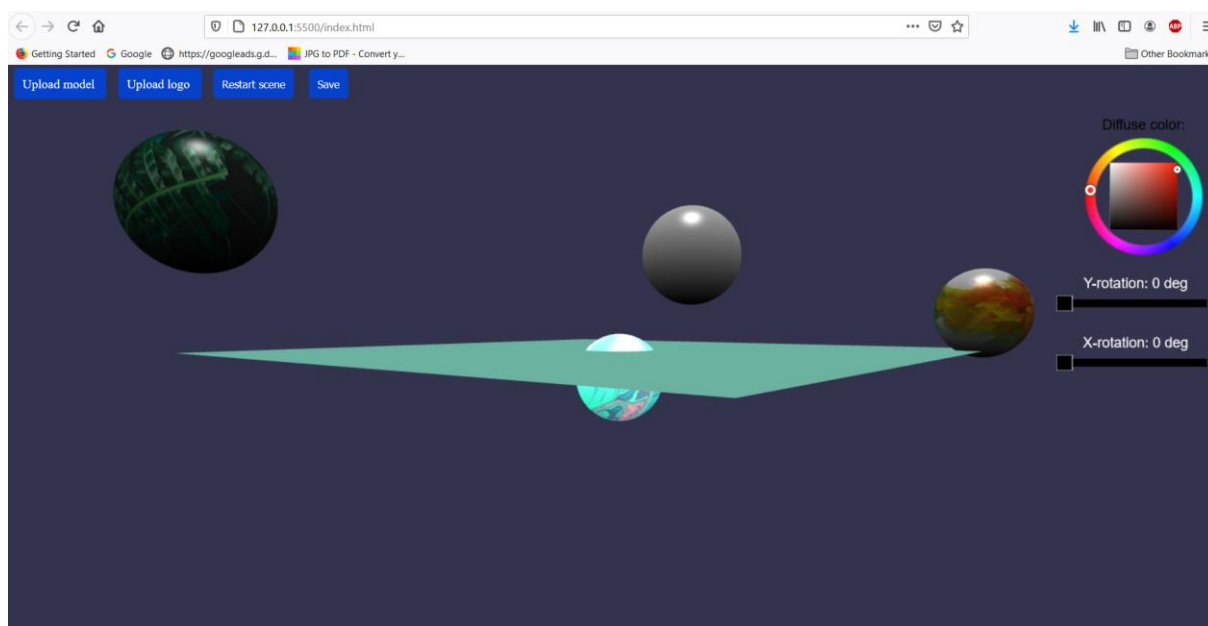 127.0.0.1:5500/index.html
Getting Started Google https://googleads.g.d... JPG to PDF - Convert y... Other Bookmark
Upload model Upload logo Restart scene Save
Diffuse color:
Y-rotation: 0 deg
X-rotation: 0 deg